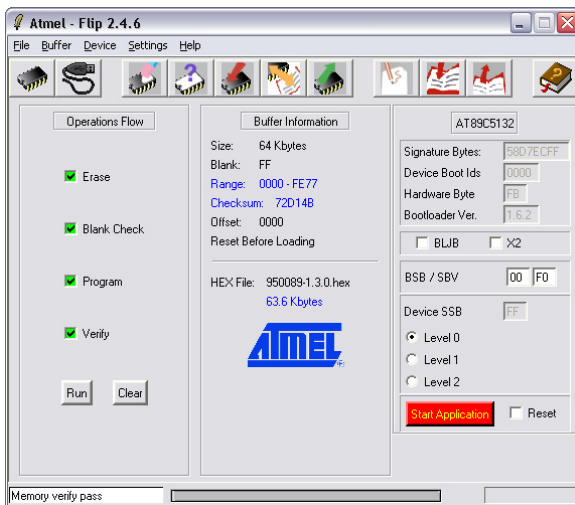 Atmel - Flip 2.4.6
File Buffer Device Settings Help
Operations Flow
Erase
Blank Check
Program
Verify
Run Clear
Buffer Information
Size: 64 Kbytes
Blank: FF
Range: 0000 - FE77
Checksum: 72D14B
Offset: 0000
Reset Before Loading
HEX File: 950089-1.3.0.hex
63.6 Kbytes
ATMEL
AT89C5132
Signature Bytes: 58D7ECFF
Device Boot Ids 0000
Hardware Byte FB
Bootloader Ver. 1.6.2
BLJB X2
BSB / SBV 00 F0
Device SSB FF
Level 0
Level 1
Level 2
Start Application Reset
Memory verify pass